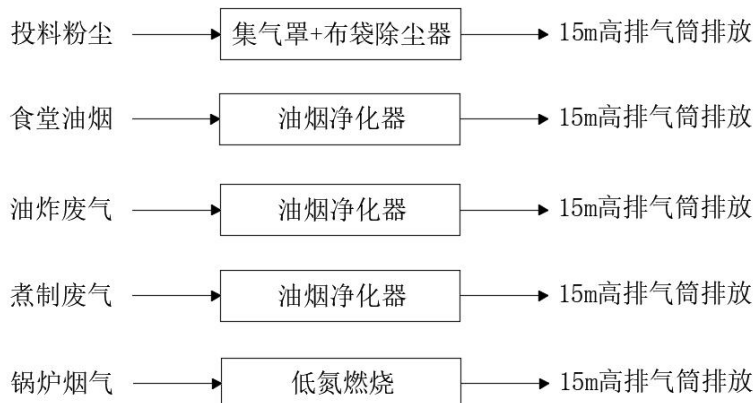 投料粉尘 集气罩+布袋除尘器 15m高排气筒排放
食堂油烟 油烟净化器 15m高排气筒排放
油炸废气 油烟净化器 15m高排气筒排放
煮制废气 油烟净化器 15m高排气筒排放
锅炉烟气 低氮燃烧 15m高排气筒排放